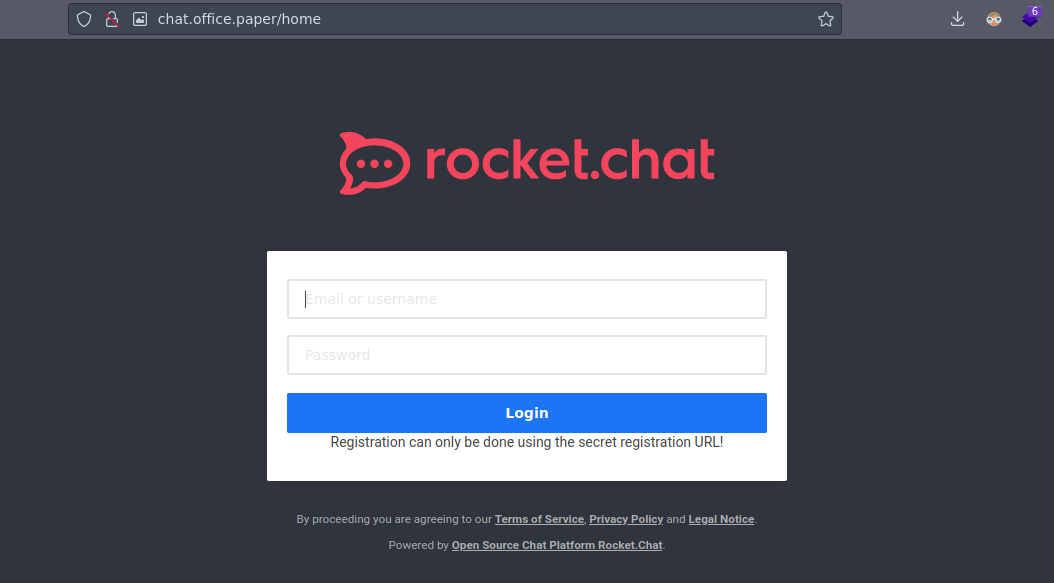 chat.office.paper/home
6
rocket.chat
Email or username
Password
Login
Registration can only be done using the secret registration URL!
By proceeding you are agreeing to our Terms of Service, Privacy Policy and Legal Notice.
Powered by Open Source Chat Platform Rocket.Chat.